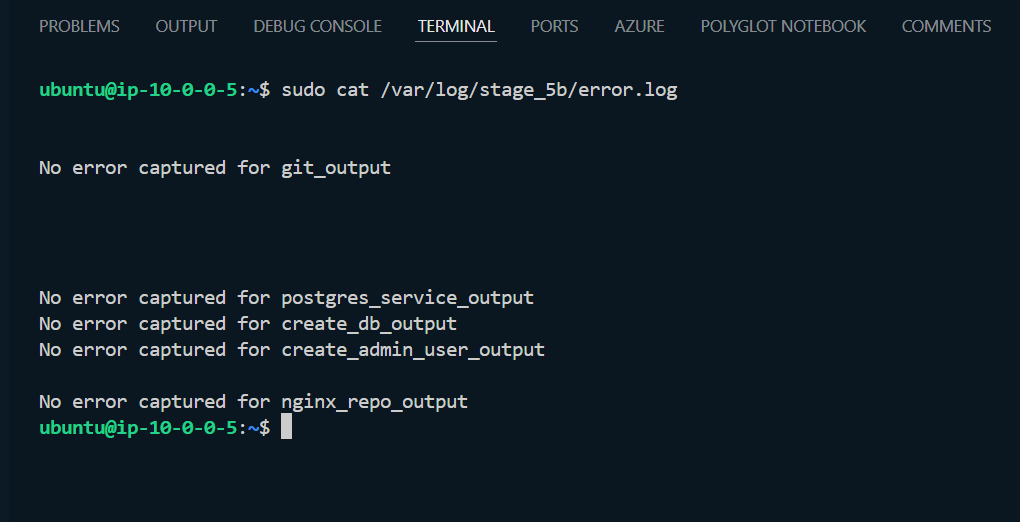 PROBLEMS OUTPUT DEBUG CONSOLE TERMINAL PORTS AZURE POLYGLOT NOTEBOOK COMMENTS
ubuntu@ip-10-0-0-5:~$ sudo cat /var/log/stage_5b/error.log
No error captured for git_output
No error captured for postgres_service_output
No error captured for create_db_output
No error captured for create_admin_user_output
No error captured for nginx_repo_output
ubuntu@ip-10-0-0-5:~$